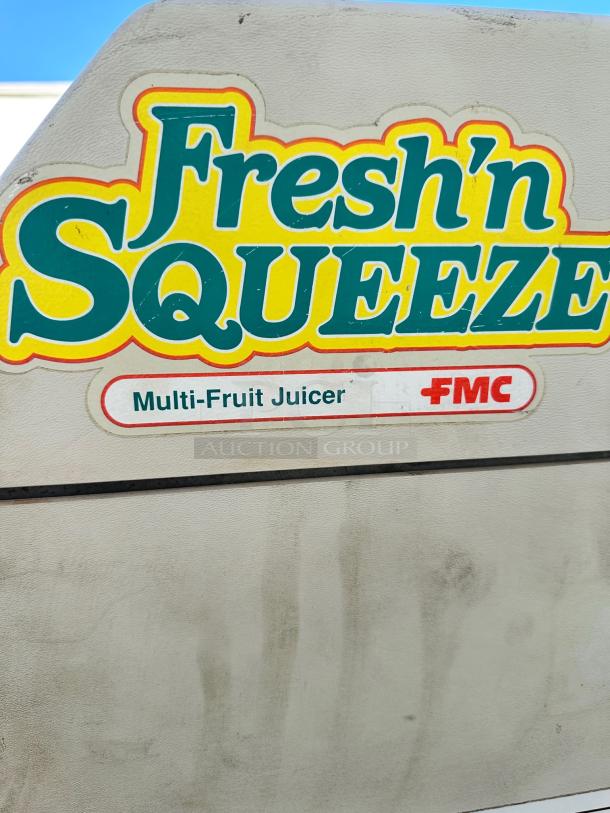 Fresh'n
SQUEEZE
Multi-Fruit Juicer FMC
AUCTION GROUP